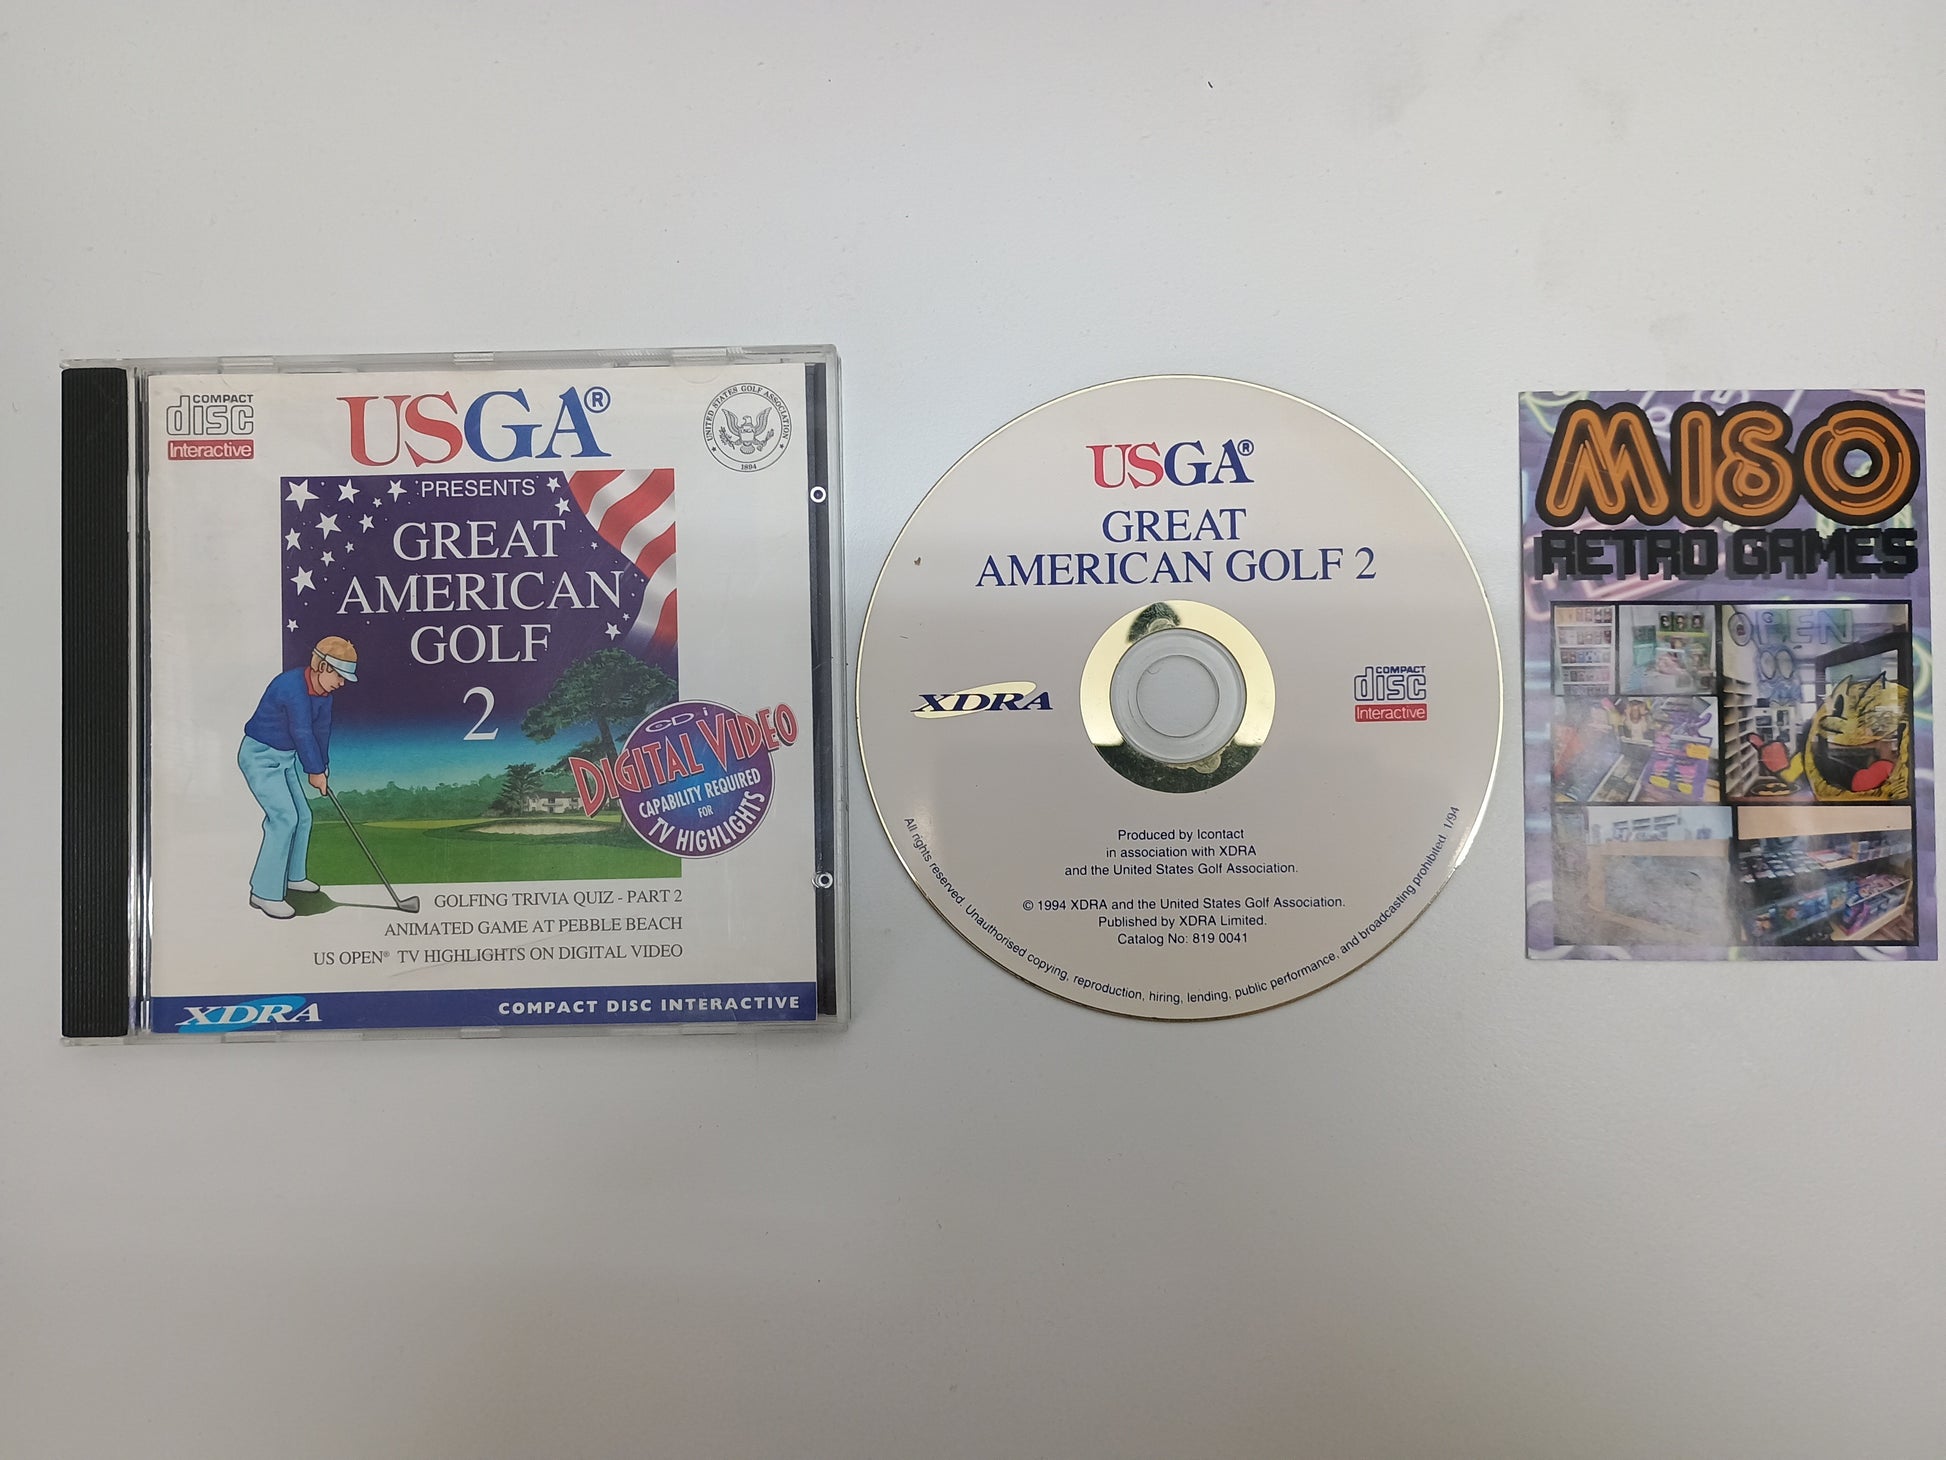 COMPACT
disc
Interactive
USGA®
UNITED STATES GOLF ASSOCIATION
1894
PRESENTS
GREAT
AMERICAN
GOLF
2
CD i
DIGITAL VIDEO
CAPABILITY REQUIRED
FOR
TV HIGHLIGHTS
GOLFING TRIVIA QUIZ - PART 2
ANIMATED GAME AT PEBBLE BEACH
US OPEN® TV HIGHLIGHTS ON DIGITAL VIDEO
XDRA
COMPACT DISC INTERACTIVE
USGA®
GREAT
AMERICAN GOLF 2
XDRA
COMPACT
disc
Interactive
Produced by Icontact
in association with XDRA
and the United States Golf Association.
© 1994 XDRA and the United States Golf Association.
Published by XDRA Limited.
Catalog No: 819 0041
All rights reserved. Unauthorised copying, reproduction, hiring, lending, public performance, and broadcasting prohibited. 1/94
MISO
RETRO GAMES
OPEN